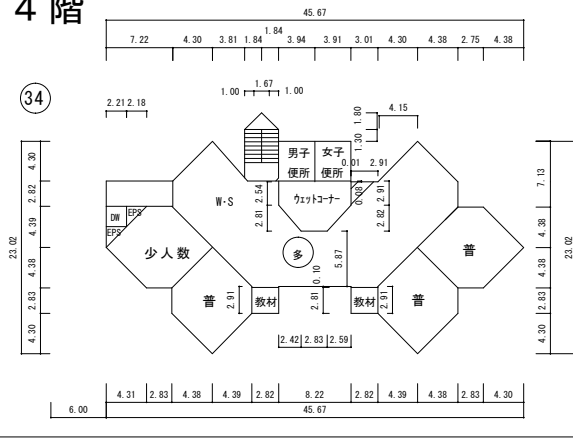 4階
45.67
1.84
7.22 4.30 3.81 1.84 3.94 3.91 3.01 4.30 4.38 2.75 4.38
34
1.67
1.00 1.00
2.21 2.18
1.80
4.15
1.30
男子 女子
便所 便所
0.01 2.91
4.30
7.13
2.82
W・S
2.54
ウェットコーナー
0.08
2.91
DW EPS
2.81
2.82
4.39
4.38
EPS
23.02
少人数
多
5.87
普
23.02
4.38
4.38
0.10
普
2.91
教材
2.81
教材
2.91
普
2.83
2.83
4.30
4.30
2.42 2.83 2.59
4.31 2.83 4.38 4.39 2.82 8.22 2.82 4.39 4.38 2.83 4.30
6.00 45.67